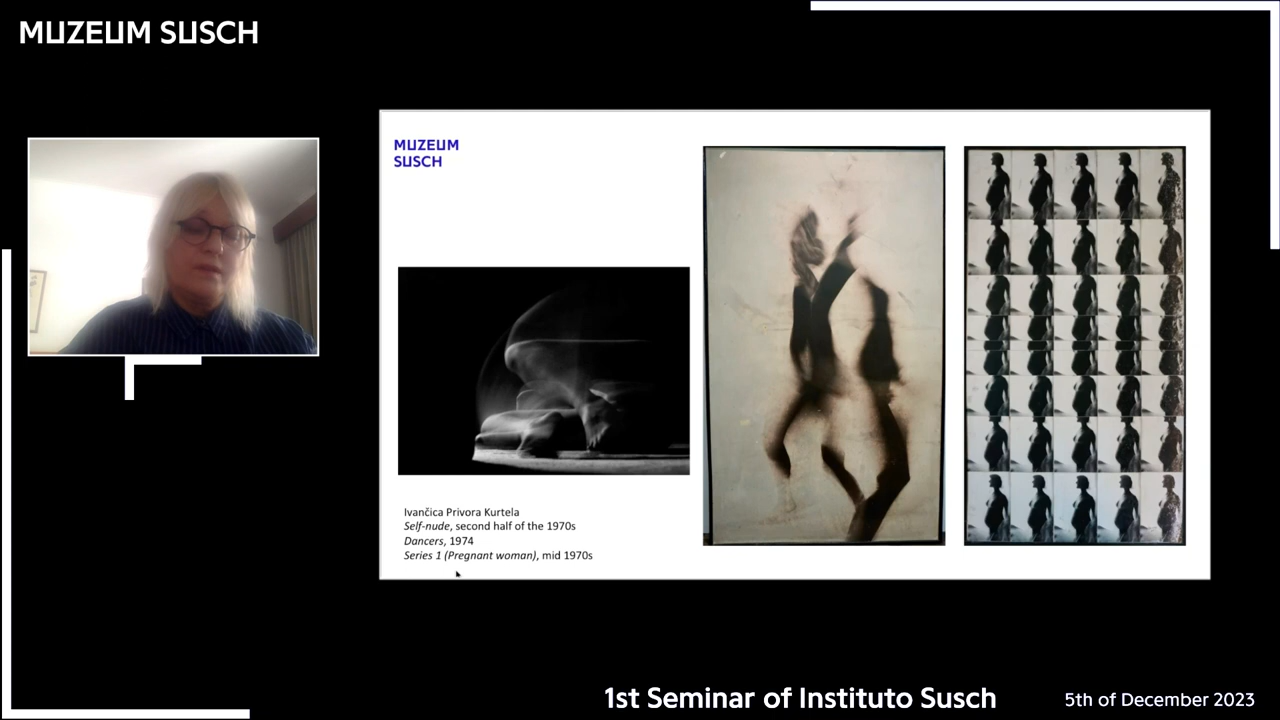 MUZEUM SUSCH
MUZEUM
SUSCH
Ivančica Privora Kurtela
Self-nude, second half of the 1970s
Dancers, 1974
Series 1 (Pregnant woman), mid 1970s
1st Seminar of Instituto Susch
5th of December 2023